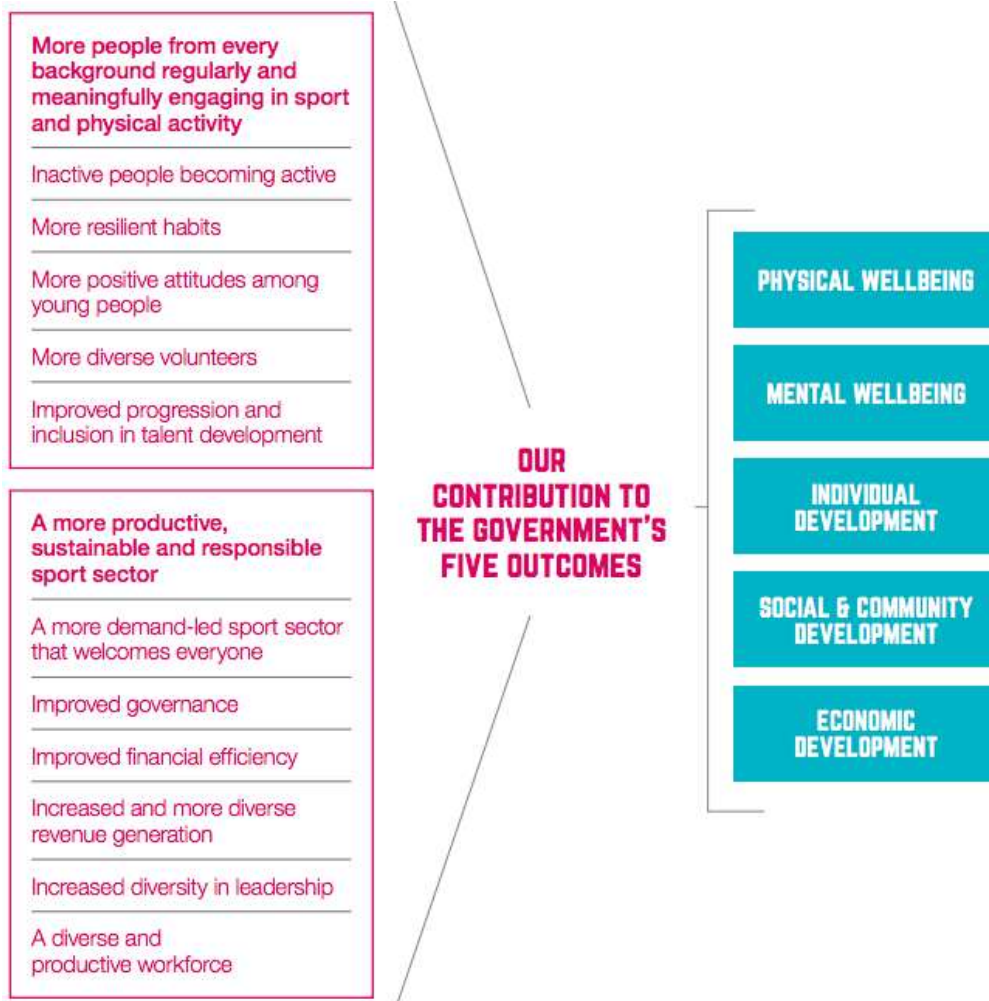 More people from every
background regularly and
meaningfully engaging in sport
and physical activity
Inactive people becoming active
More resilient habits
More positive attitudes among
young people
More diverse volunteers
Improved progression and
inclusion in talent development
A more productive,
sustainable and responsible
sport sector
A more demand-led sport sector
that welcomes everyone
Improved governance
Improved financial efficiency
Increased and more diverse
revenue generation
Increased diversity in leadership
A diverse and
productive workforce
OUR
CONTRIBUTION TO
THE GOVERNMENT'S
FIVE OUTCOMES
PHYSICAL WELLBEING
MENTAL WELLBEING
INDIVIDUAL
DEVELOPMENT
SOCIAL & COMMUNITY
DEVELOPMENT
ECONOMIC
DEVELOPMENT